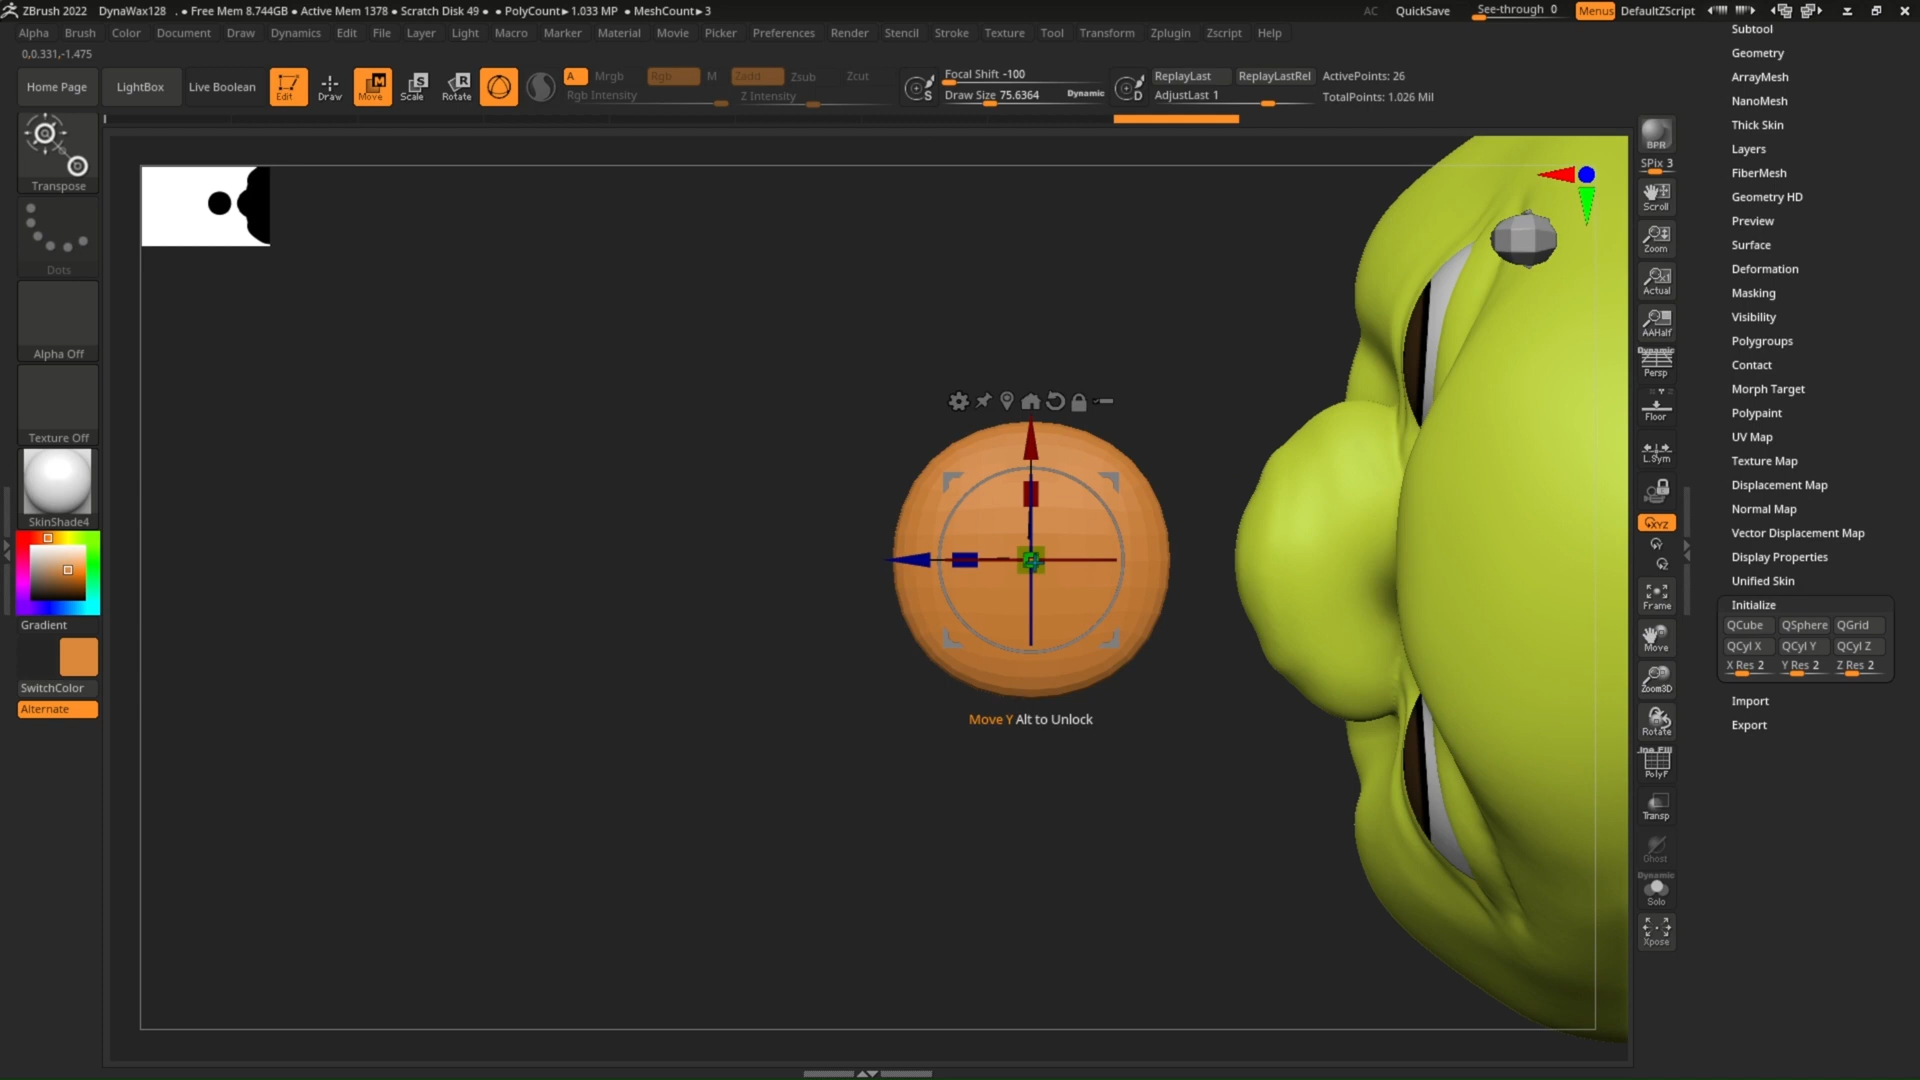 ZBrush 2022 DynaWax128 . • Free Mem 8.744GB • Active Mem 1378 • Scratch Disk 49 • • PolyCount▸1.033 MP • MeshCount▸3 AC QuickSave See-through 0 Menus DefaultZScript
Alpha Brush Color Document Draw Dynamics Edit File Layer Light Macro Marker Material Movie Picker Preferences Render Stencil Stroke Texture Tool Transform Zplugin Zscript Help
0,0.331,-1.475
Home Page LightBox Live Boolean Edit Draw Move Scale Rotate
A Mrgb Rgb M Zadd Zsub Zcut
Rgb Intensity Z Intensity
Focal Shift -100
Draw Size 75.6364 Dynamic
ReplayLast ReplayLastRel ActivePoints: 26
AdjustLast 1 TotalPoints: 1.026 Mil
Transpose
Dots
Alpha Off
Texture Off
SkinShade4
Gradient
SwitchColor
Alternate
Move Y Alt to Unlock
BPR
SPix 3
Scroll
Zoom
Actual
AAHalf
Dynamic
Persp
Floor
L.Sym
XYZ
Y
Z
Frame
Move
Zoom3D
Rotate
Line Fill
PolyF
Transp
Ghost
Dynamic
Solo
Xpose
Subtool
Geometry
ArrayMesh
NanoMesh
Thick Skin
Layers
FiberMesh
Geometry HD
Preview
Surface
Deformation
Masking
Visibility
Polygroups
Contact
Morph Target
Polypaint
UV Map
Texture Map
Displacement Map
Normal Map
Vector Displacement Map
Display Properties
Unified Skin
Initialize
QCube QSphere QGrid
QCyl X QCyl Y QCyl Z
X Res 2 Y Res 2 Z Res 2
Import
Export